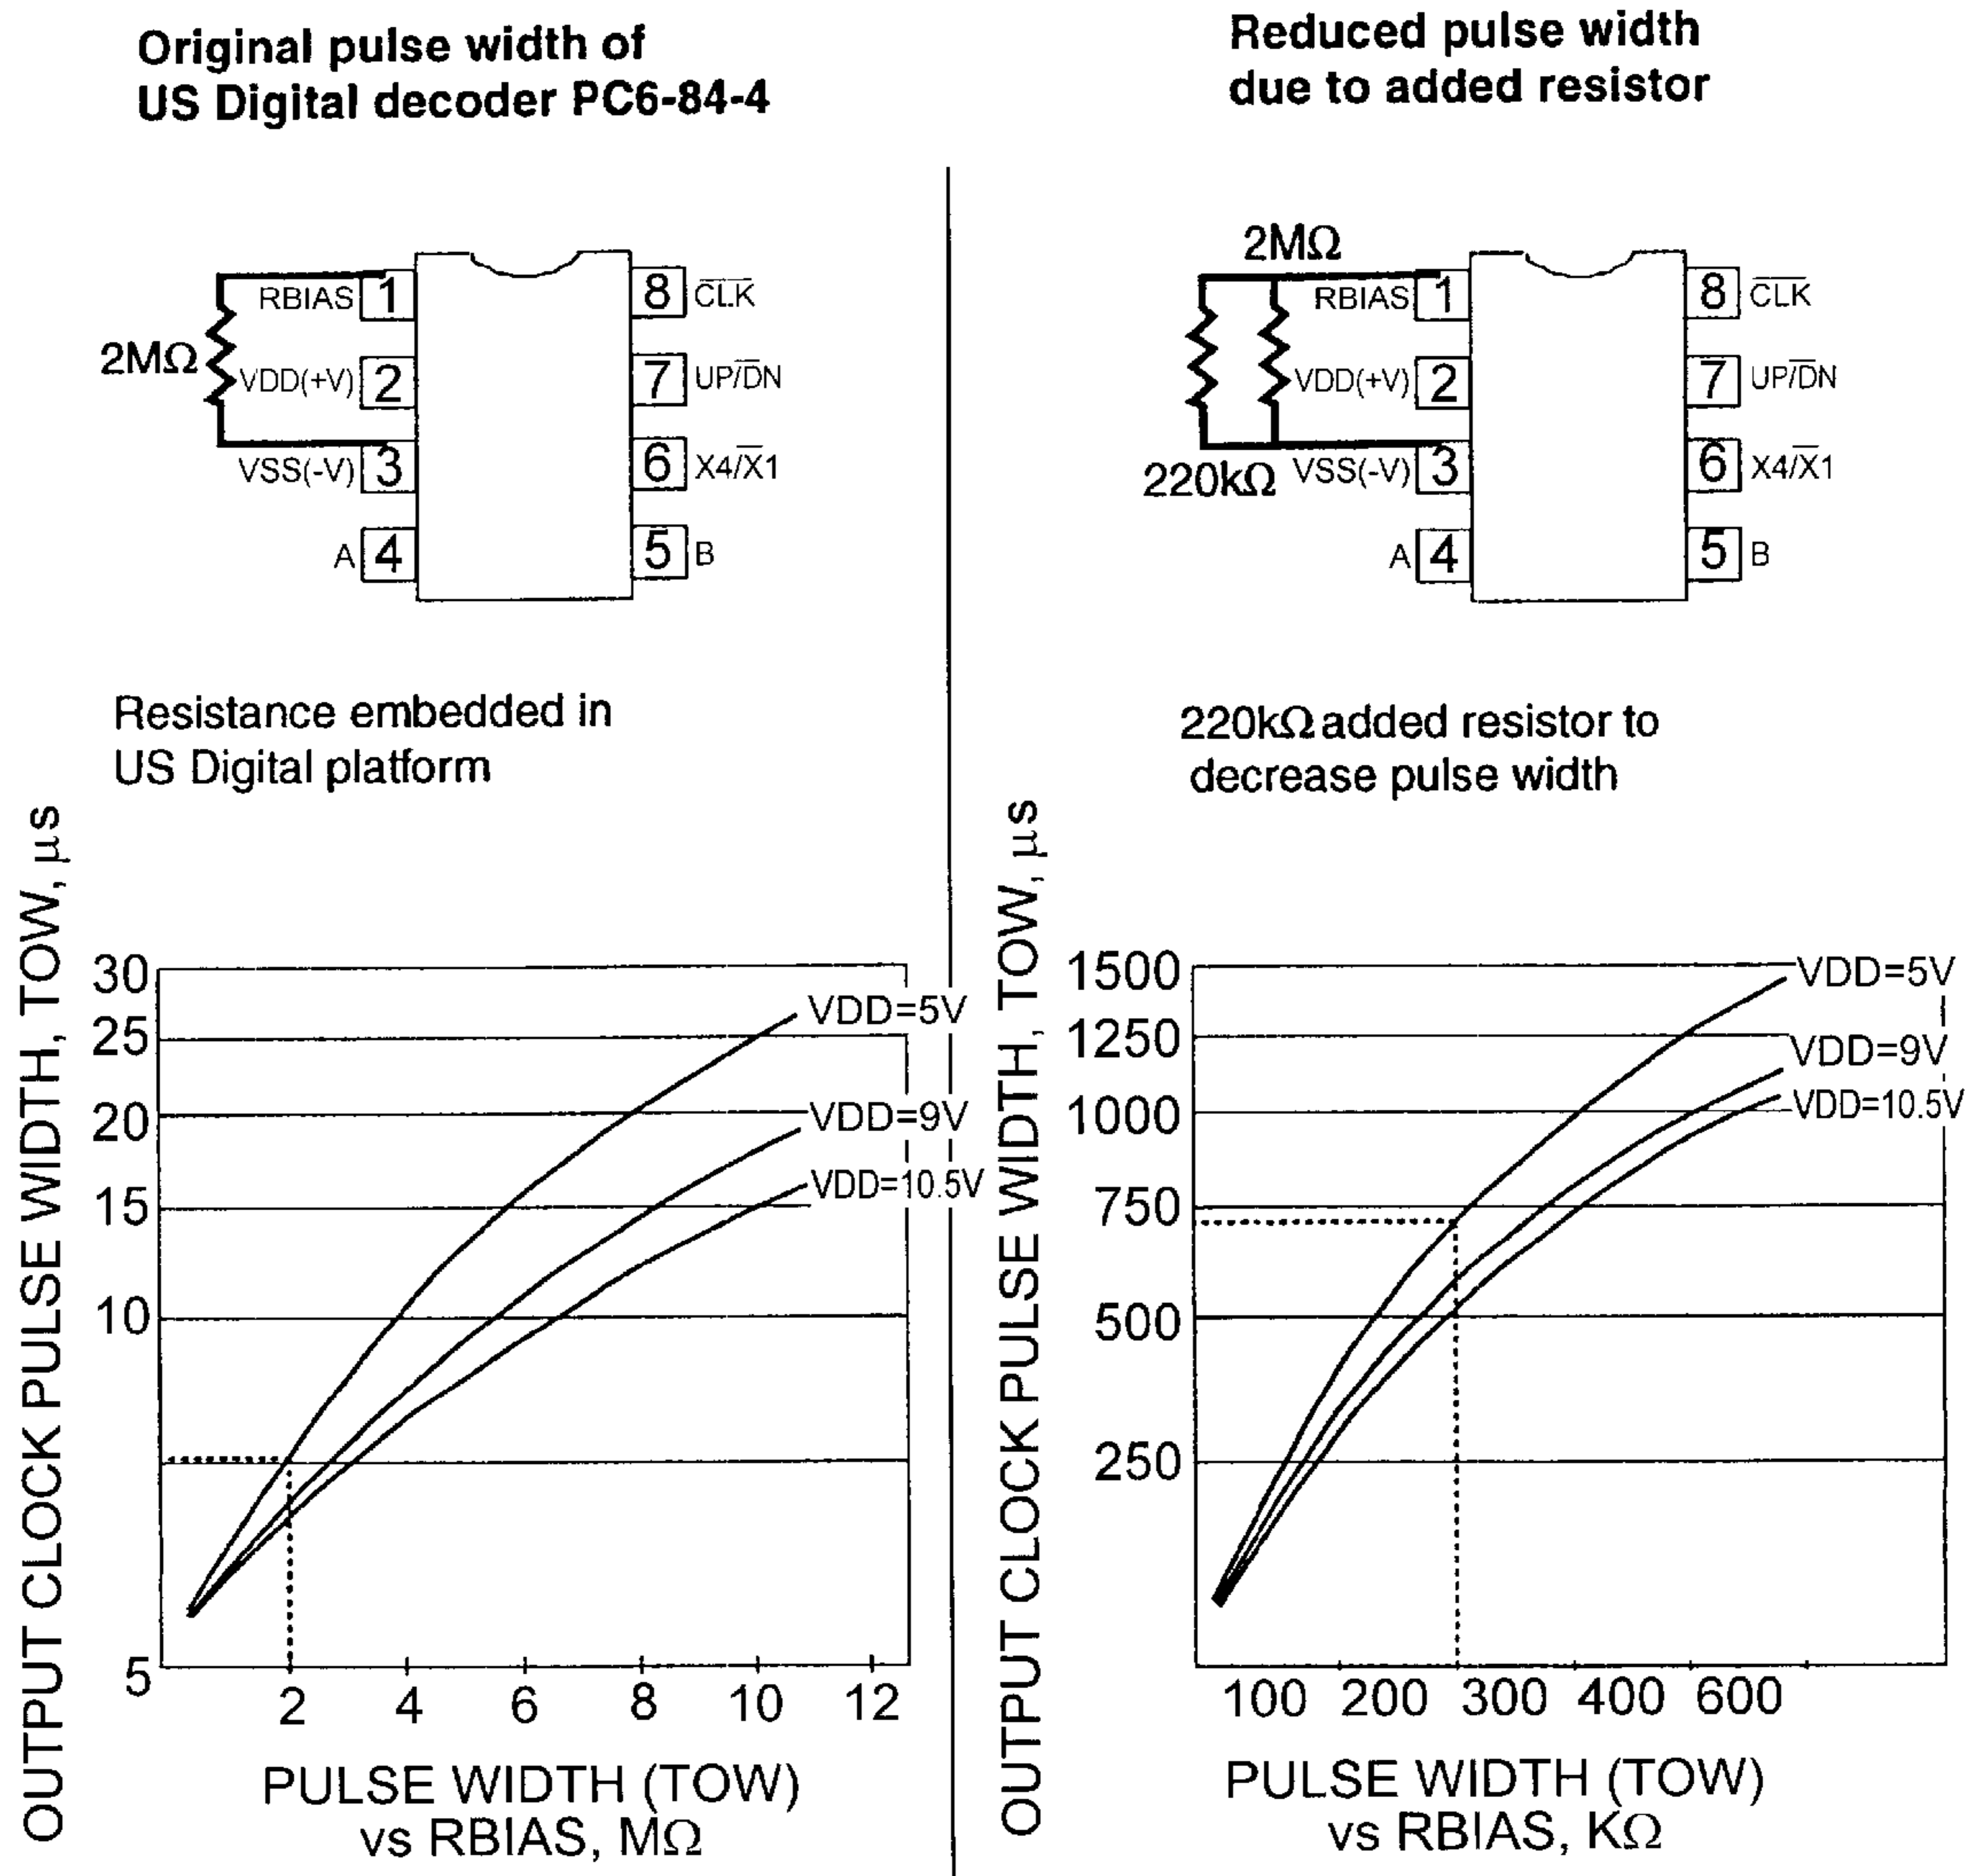 Original pulse width of
US Digital decoder PC6-84-4
2MΩ
RBIAS
VDD(+V)
VSS(-V)
A
1
2
3
4
8
7
6
5
C̅L̅K̅
UP/D̅N
X4/X̅1
B
Resistance embedded in
US Digital platform
OUTPUT CLOCK PULSE WIDTH, TOW, μs
30
25
20
15
10
5
VDD=5V
VDD=9V
VDD=10.5V
2
4
6
8
10
12
PULSE WIDTH (TOW)
vs RBIAS, MΩ
Reduced pulse width
due to added resistor
2MΩ
220kΩ
RBIAS
VDD(+V)
VSS(-V)
A
1
2
3
4
8
7
6
5
C̅L̅K̅
UP/D̅N
X4/X̅1
B
220kΩ added resistor to
decrease pulse width
OUTPUT CLOCK PULSE WIDTH, TOW, μs
1500
1250
1000
750
500
250
VDD=5V
VDD=9V
VDD=10.5V
100
200
300
400
600
PULSE WIDTH (TOW)
vs RBIAS, KΩ